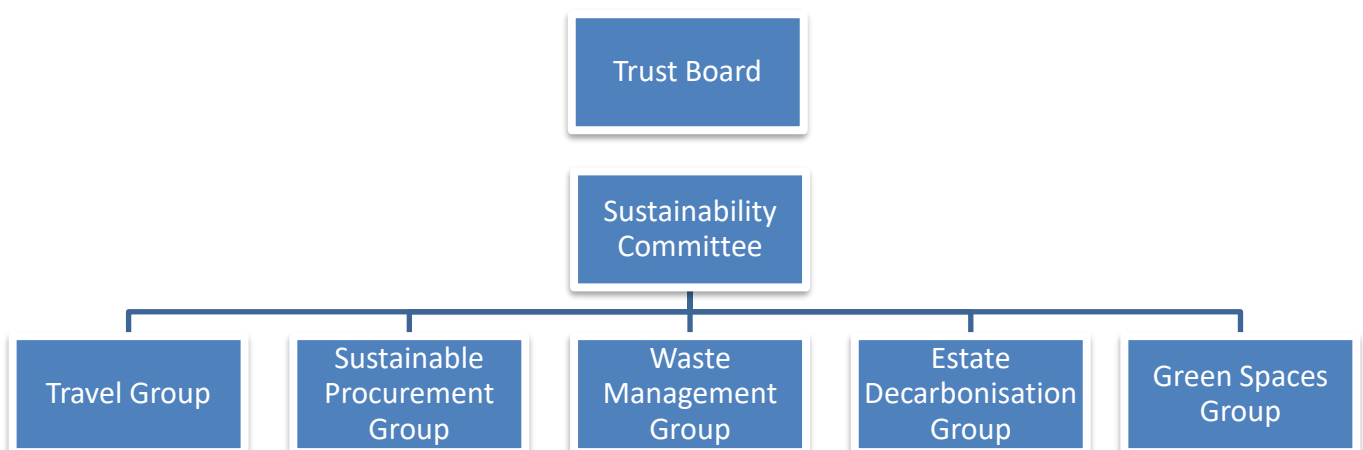 Trust Board
Sustainability
Committee
Travel Group
Sustainable
Procurement
Group
Waste
Management
Group
Estate
Decarbonisation
Group
Green Spaces
Group